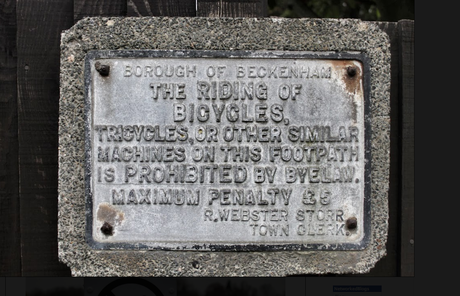 BOROUGH OF BECKENHAM
THE RIDING OF
BICYCLES,
TRICYCLES, OR OTHER SIMILAR
MACHINES ON THIS FOOTPATH
IS PROHIBITED BY BYELAW.
MAXIMUM PENALTY £5
R. WEBSTER STORR.
TOWN CLERK.